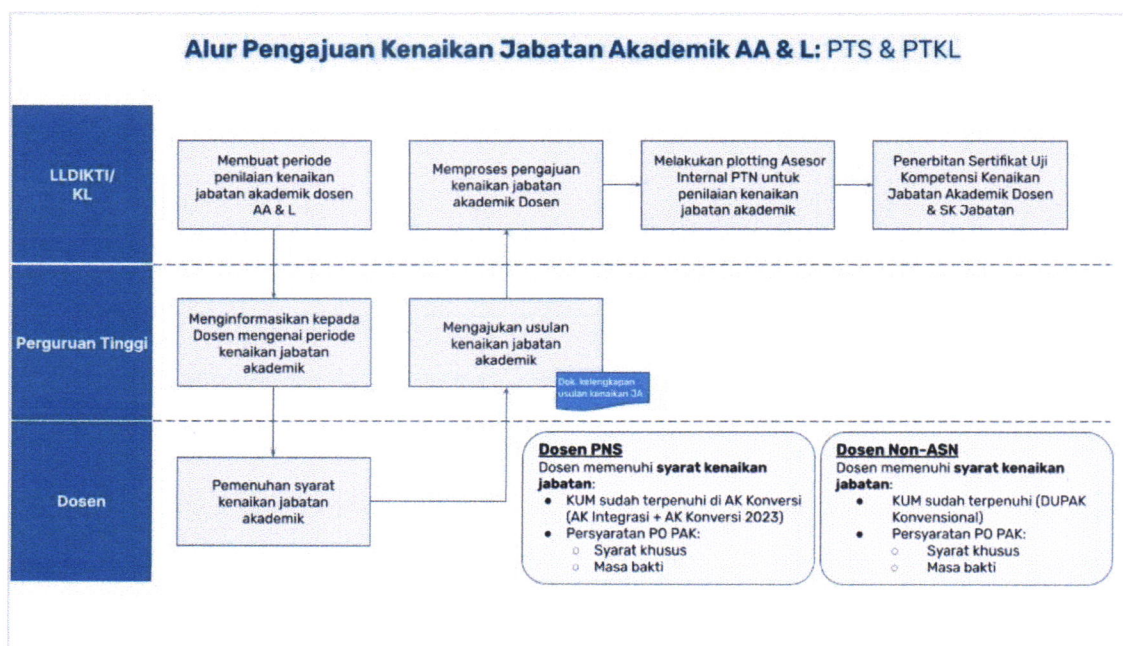 Alur Pengajuan Kenaikan Jabatan Akademik AA & L: PTS & PTKL
LLDIKTI/
KL
Membuat periode
penilaian kenaikan
jabatan akademik dosen
AA & L
Memproses pengajuan
kenaikan jabatan
akademik Dosen
Melakukan plotting Asesor
Internal PTN untuk
penilaian kenaikan
jabatan akademik
Penerbitan Sertifikat Uji
Kompetensi Kenaikan
Jabatan Akademik Dosen
& SK Jabatan
Perguruan Tinggi
Menginformasikan kepada
Dosen mengenai periode
kenaikan jabatan
akademik
Mengajukan usulan
kenaikan jabatan
akademik
Dok. kelengkapan
usulan kenaikan JA
Dosen
Pemenuhan syarat
kenaikan jabatan
akademik
Dosen PNS
Dosen memenuhi syarat kenaikan
jabatan:
● KUM sudah terpenuhi di AK Konversi
(AK Integrasi + AK Konversi 2023)
● Persyaratan PO PAK:
○ Syarat khusus
○ Masa bakti
Dosen Non-ASN
Dosen memenuhi syarat kenaikan
jabatan:
● KUM sudah terpenuhi (DUPAK
Konvensional)
● Persyaratan PO PAK:
○ Syarat khusus
○ Masa bakti